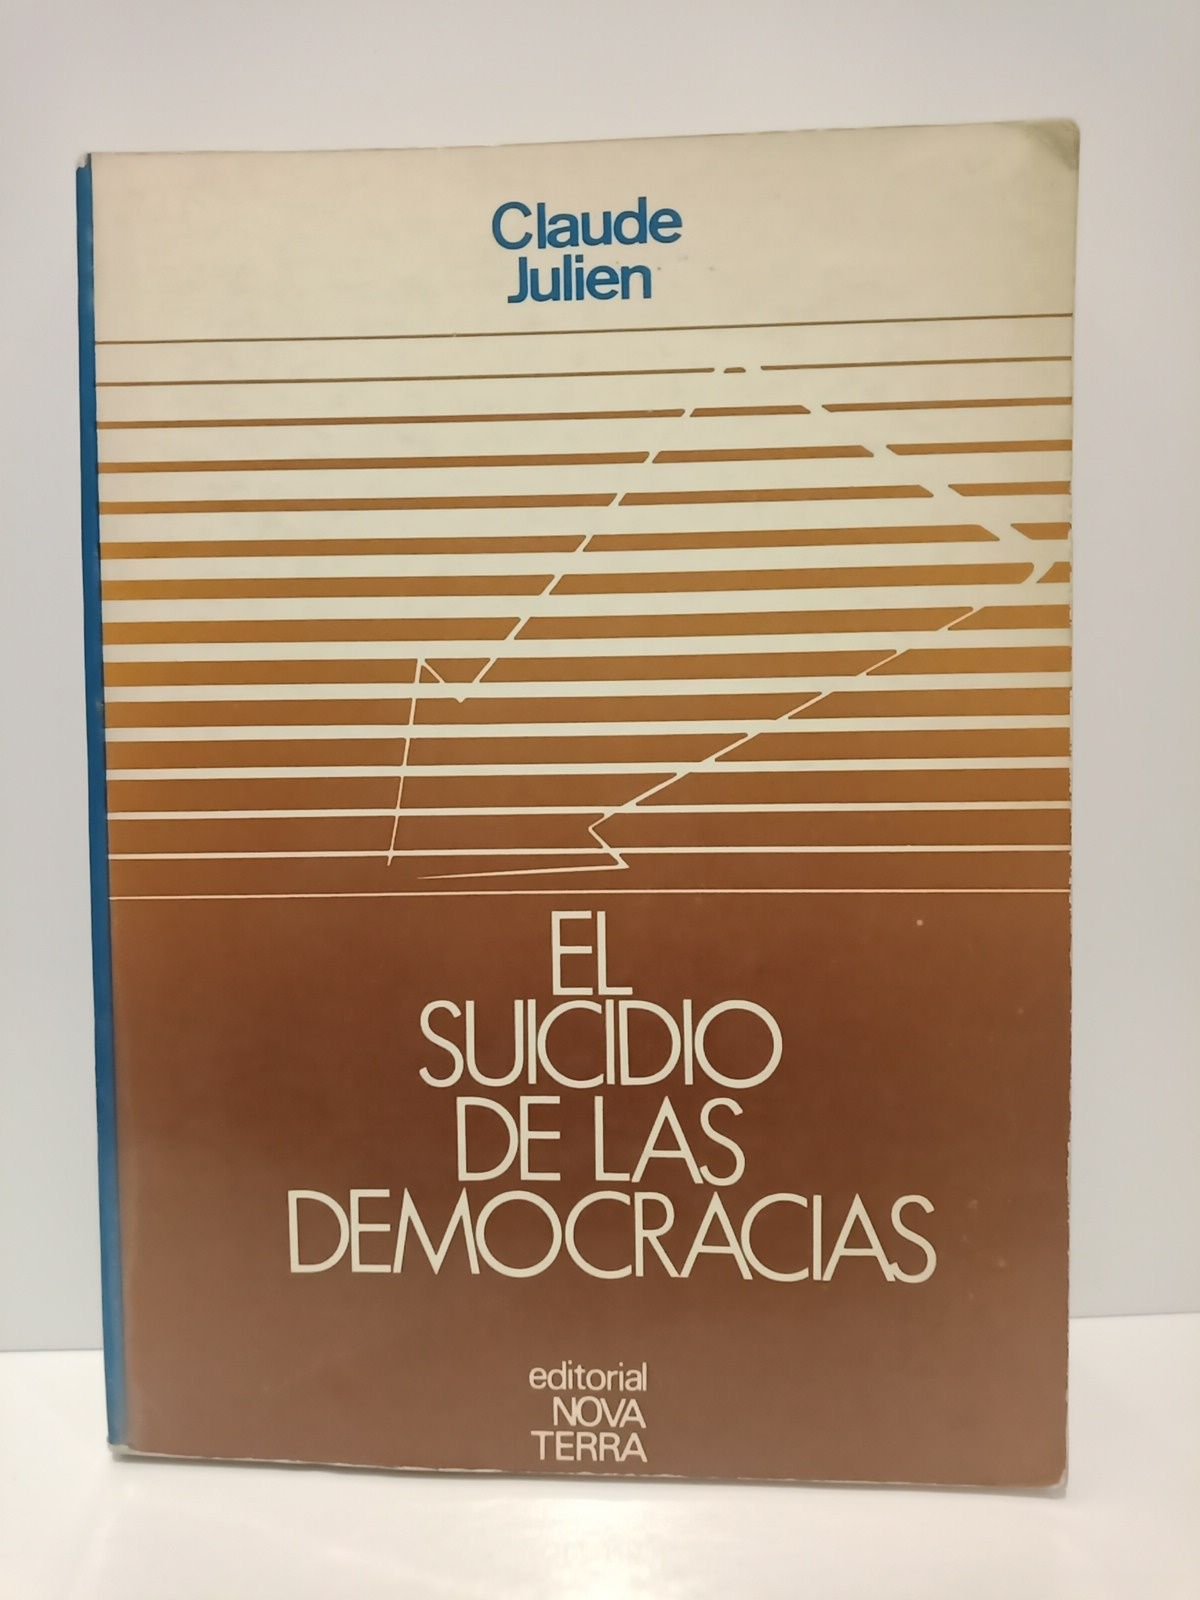 Claude
Julien
EL
SUICIDIO
DE LAS
DEMOCRACIAS
editorial
NOVA
TERRA